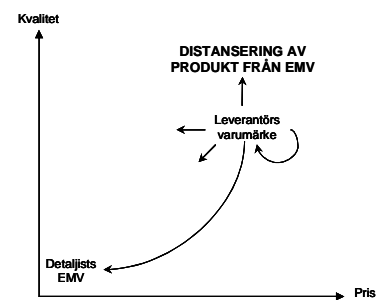 Kvalitet
DISTANSERING AV
PRODUKT FRÅN EMV
Leverantörs
varumärke
Detaljists
EMV
Pris